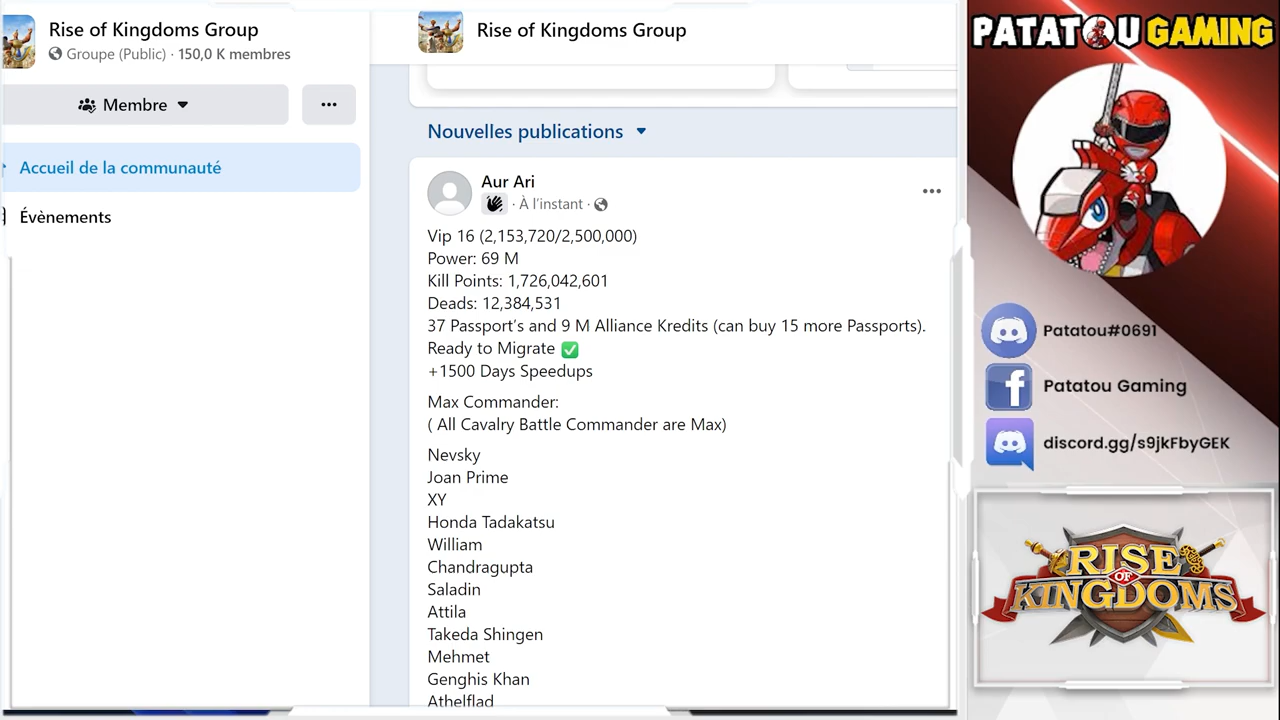 Rise of Kingdoms Group
Groupe (Public) · 150,0 K membres
Membre
Accueil de la communauté
Évènements
Rise of Kingdoms Group
Nouvelles publications
Aur Ari
· À l'instant ·
Vip 16 (2,153,720/2,500,000)
Power: 69 M
Kill Points: 1,726,042,601
Deads: 12,384,531
37 Passport's and 9 M Alliance Kredits (can buy 15 more Passports).
Ready to Migrate ✅
+1500 Days Speedups
Max Commander:
( All Cavalry Battle Commander are Max)
Nevsky
Joan Prime
XY
Honda Tadakatsu
William
Chandragupta
Saladin
Attila
Takeda Shingen
Mehmet
Genghis Khan
Athelflad
PATATOU GAMING
Patatou#0691
Patatou Gaming
discord.gg/s9jkFbyGEK
RISE
OF
KINGDOMS